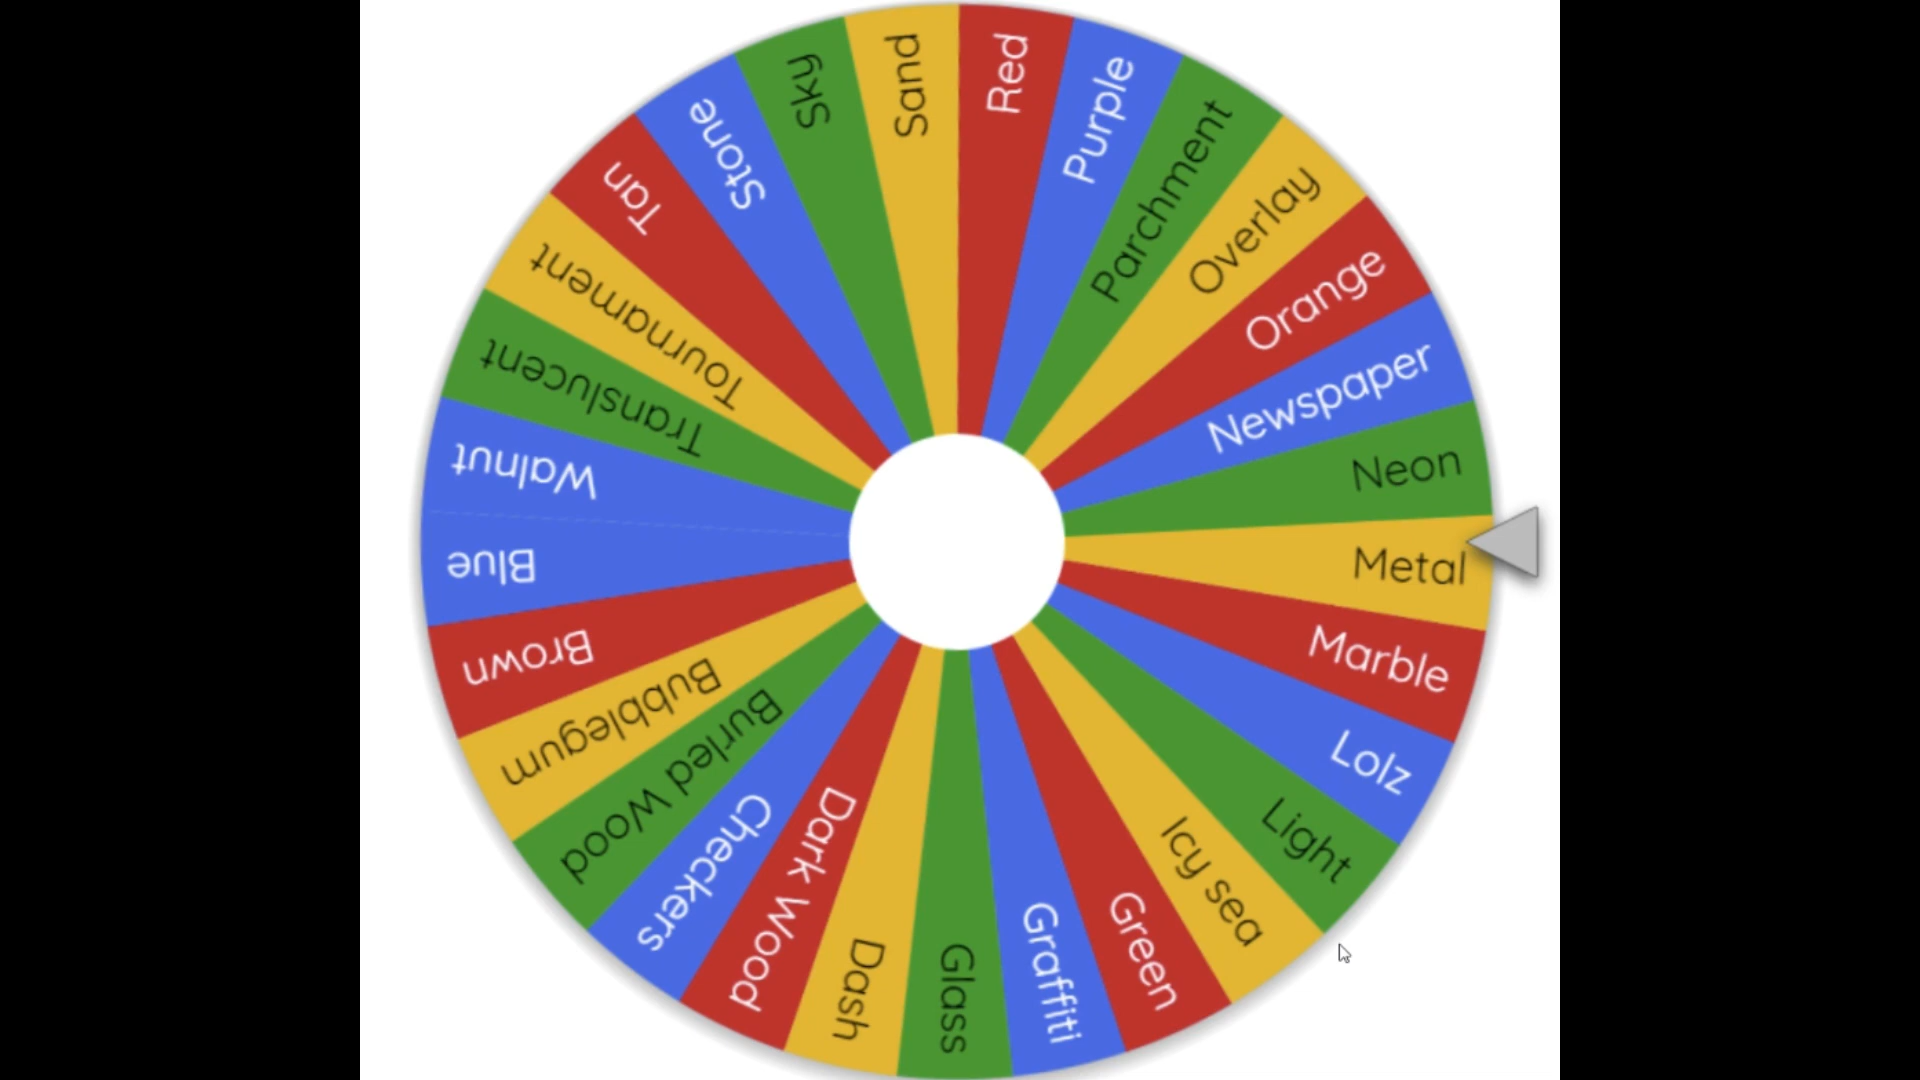 Red
Purple
Parchment
Overlay
Orange
Newspaper
Neon
Metal
Marble
Lolz
Light
Icy sea
Green
Graffiti
Glass
Dash
Dark Wood
Checkers
Burled Wood
Bubblegum
Brown
Blue
Walnut
Translucent
Tournament
Tan
Stone
Sky
Sand